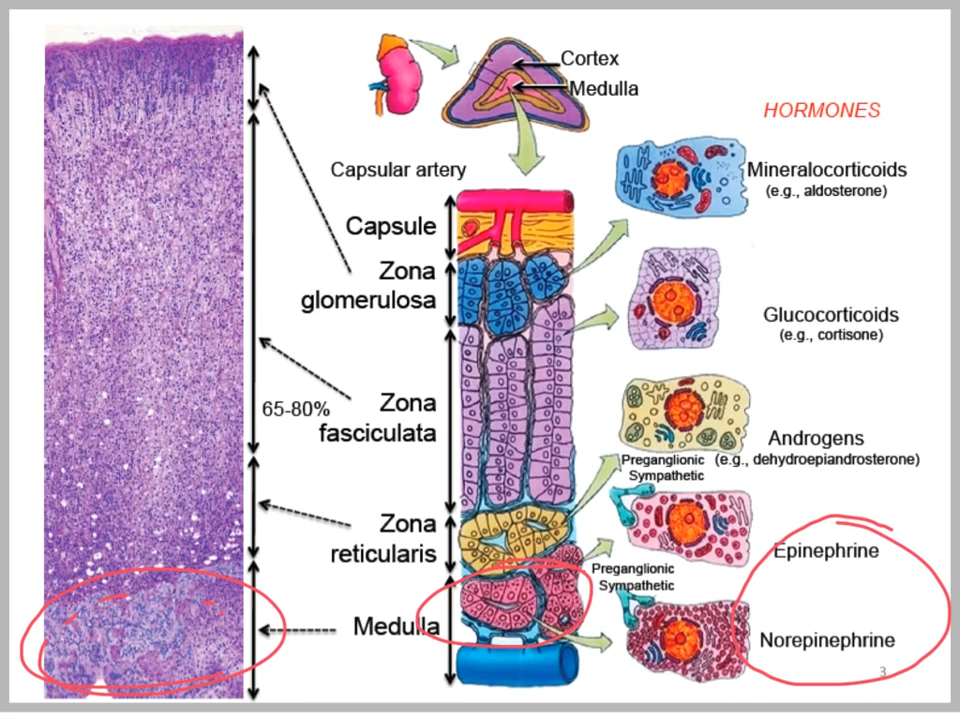 Cortex
Medulla
HORMONES
Capsular artery
Mineralocorticoids
(e.g., aldosterone)
Capsule
Zona
glomerulosa
Glucocorticoids
(e.g., cortisone)
65-80%
Zona
fasciculata
Androgens
(e.g., dehydroepiandrosterone)
Preganglionic
Sympathetic
Zona
reticularis
Epinephrine
Preganglionic
Sympathetic
Medulla
Norepinephrine
3